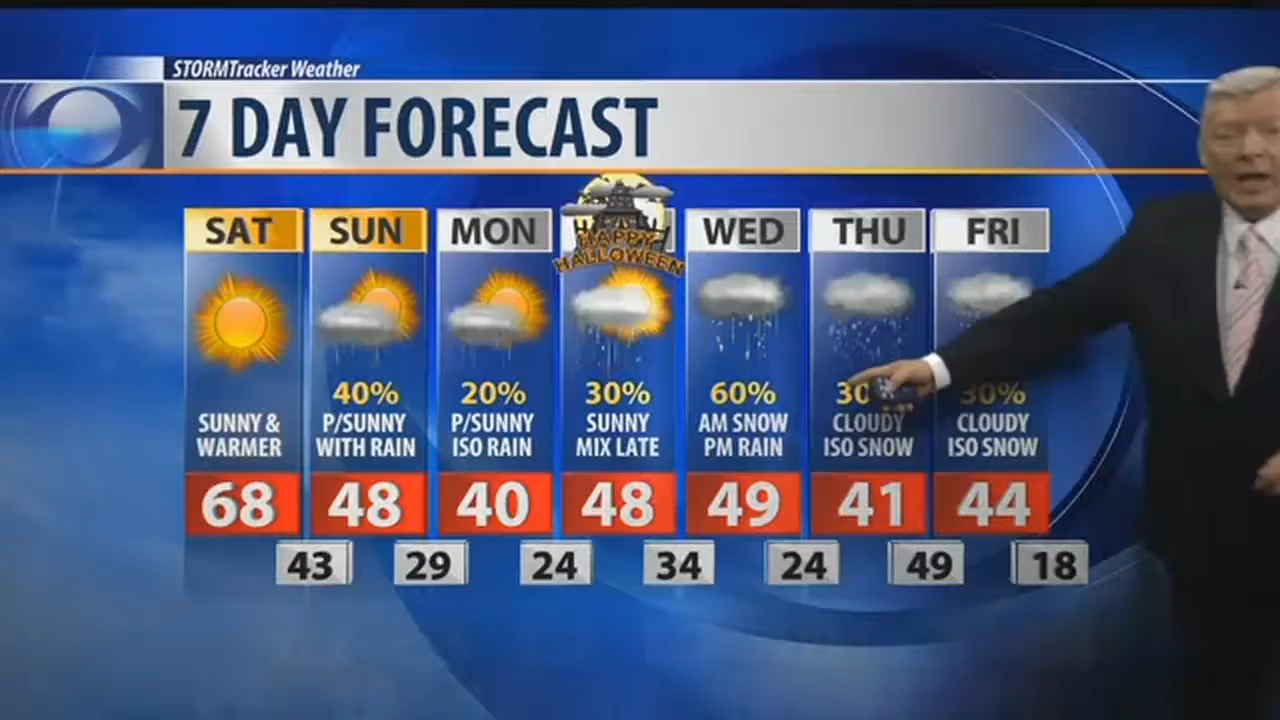 STORMTracker Weather
7 DAY FORECAST
SAT
SUN
MON
HAPPY
HALLOWEEN
WED
THU
FRI
40%
20%
30%
60%
30
30%
SUNNY &
WARMER
P/SUNNY
WITH RAIN
P/SUNNY
ISO RAIN
SUNNY
MIX LATE
AM SNOW
PM RAIN
CLOUDY
ISO SNOW
CLOUDY
ISO SNOW
68
48
40
48
49
41
44
43
29
24
34
24
49
18